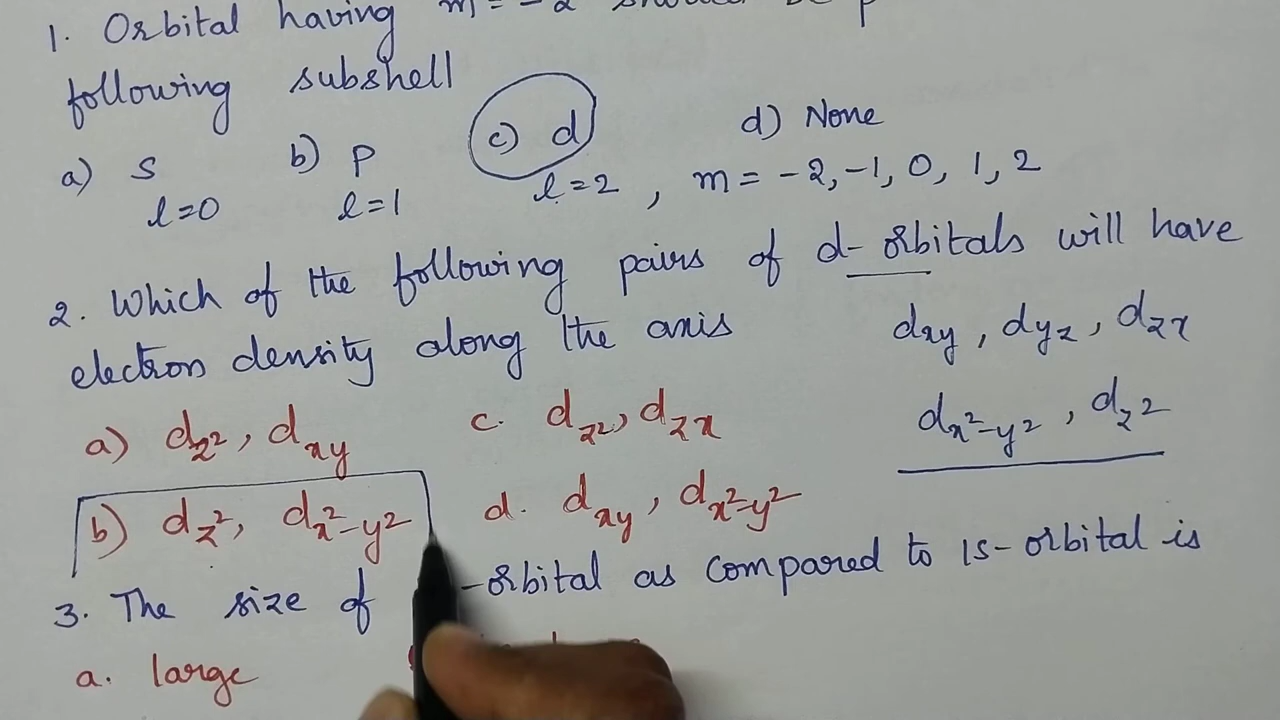 1. Orbital having m = -2 should be p
following subshell
a) s b) p c) d d) None
l=0 l=1 l=2 , m = -2, -1, 0, 1, 2
2. Which of the following pairs of d-orbitals will have
electron density along the axis
dxy, dyz, dzx
a) dz², dxy c. dz², dzx
dx²-y², dz²
b) dz², dx²-y² d. dxy, dx²-y²
3. The size of -orbital as compared to 1s-orbital is
a. large